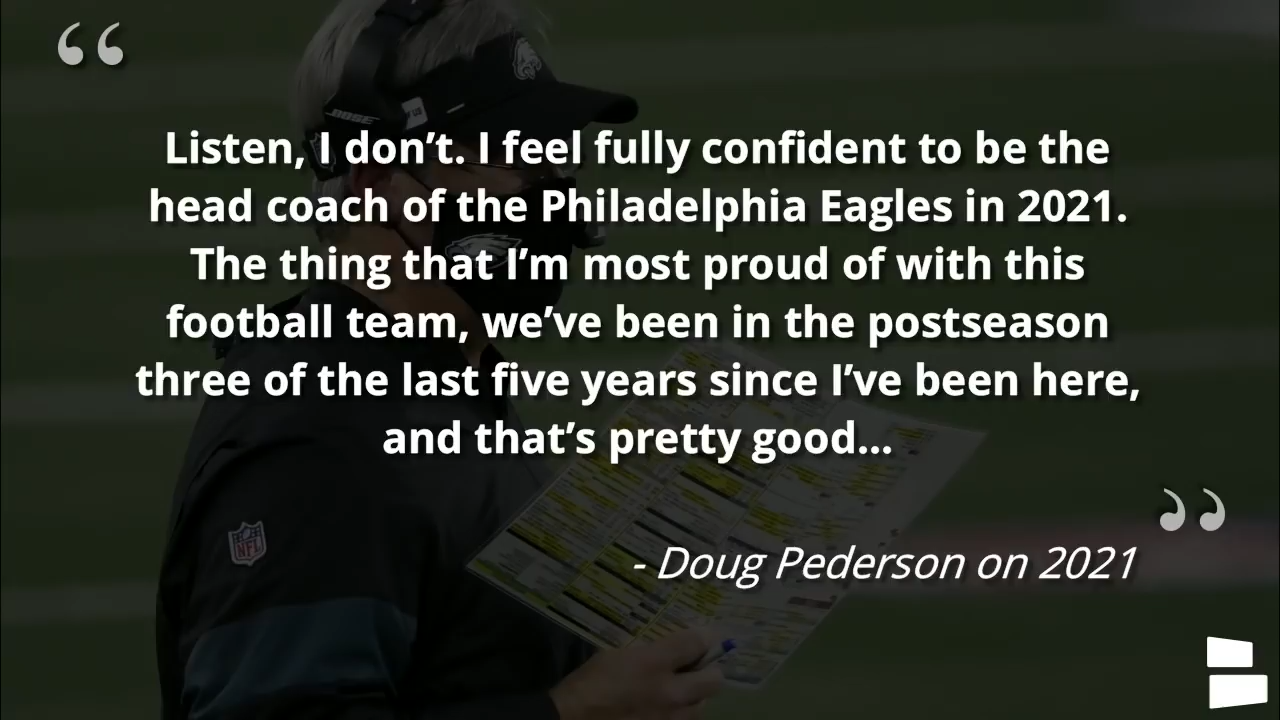 “
Listen, I don’t. I feel fully confident to be the
head coach of the Philadelphia Eagles in 2021.
The thing that I’m most proud of with this
football team, we’ve been in the postseason
three of the last five years since I’ve been here,
and that’s pretty good...
”
- Doug Pederson on 2021
BOSE
NFL